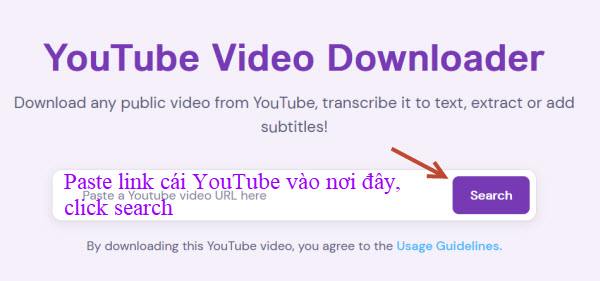 YouTube Video Downloader
Download any public video from YouTube, transcribe it to text, extract or add
subtitles!
Paste link cái YouTube vào nơi đây,
click search
Paste a Youtube video URL here
Search
By downloading this YouTube video, you agree to the Usage Guidelines.